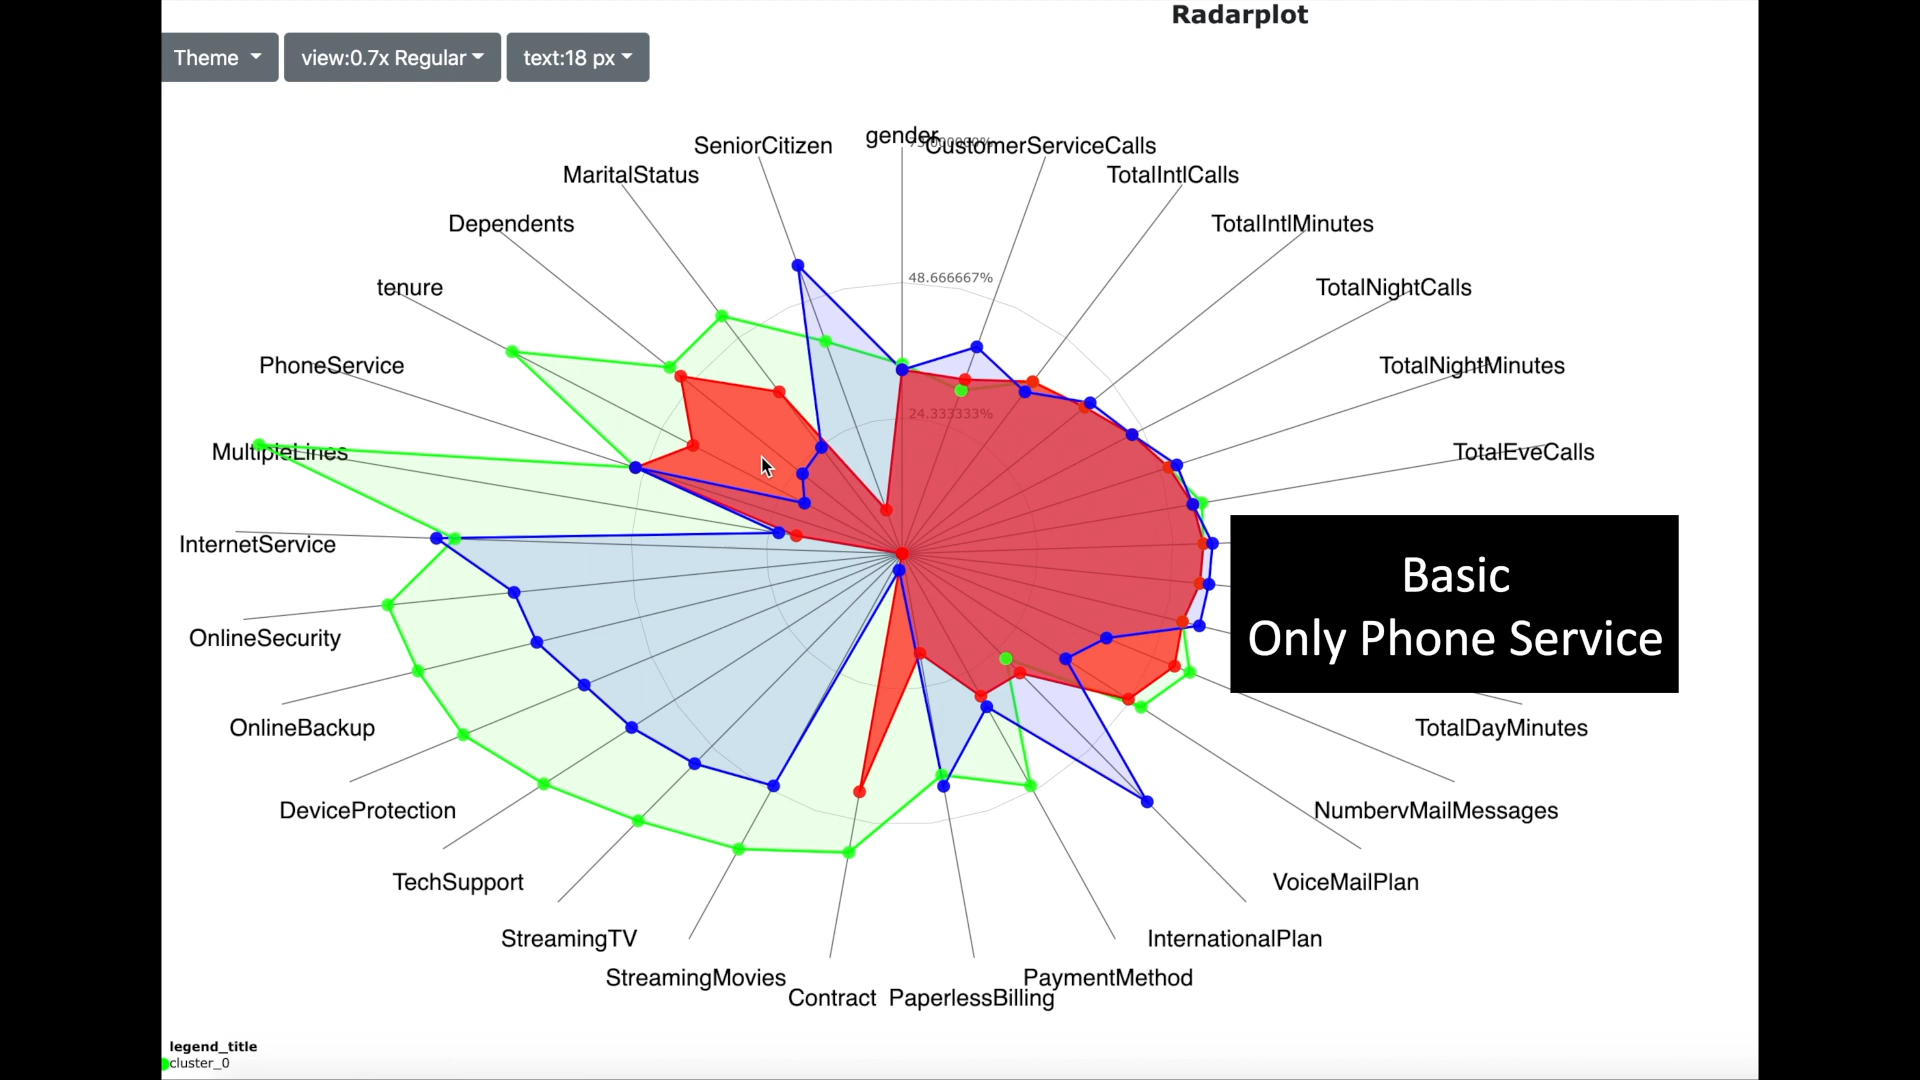 Radarplot
Theme
view:0.7x Regular
text:18 px
gender
SeniorCitizen
CustomerServiceCalls
MaritalStatus
TotalIntlCalls
Dependents
TotalIntlMinutes
48.666667%
tenure
TotalNightCalls
PhoneService
TotalNightMinutes
24.333333%
MultipleLines
TotalEveCalls
InternetService
Basic
Only Phone Service
OnlineSecurity
OnlineBackup
TotalDayMinutes
DeviceProtection
NumbervMailMessages
TechSupport
VoiceMailPlan
StreamingTV
InternationalPlan
StreamingMovies
PaymentMethod
Contract
PaperlessBilling
legend_title
cluster_0